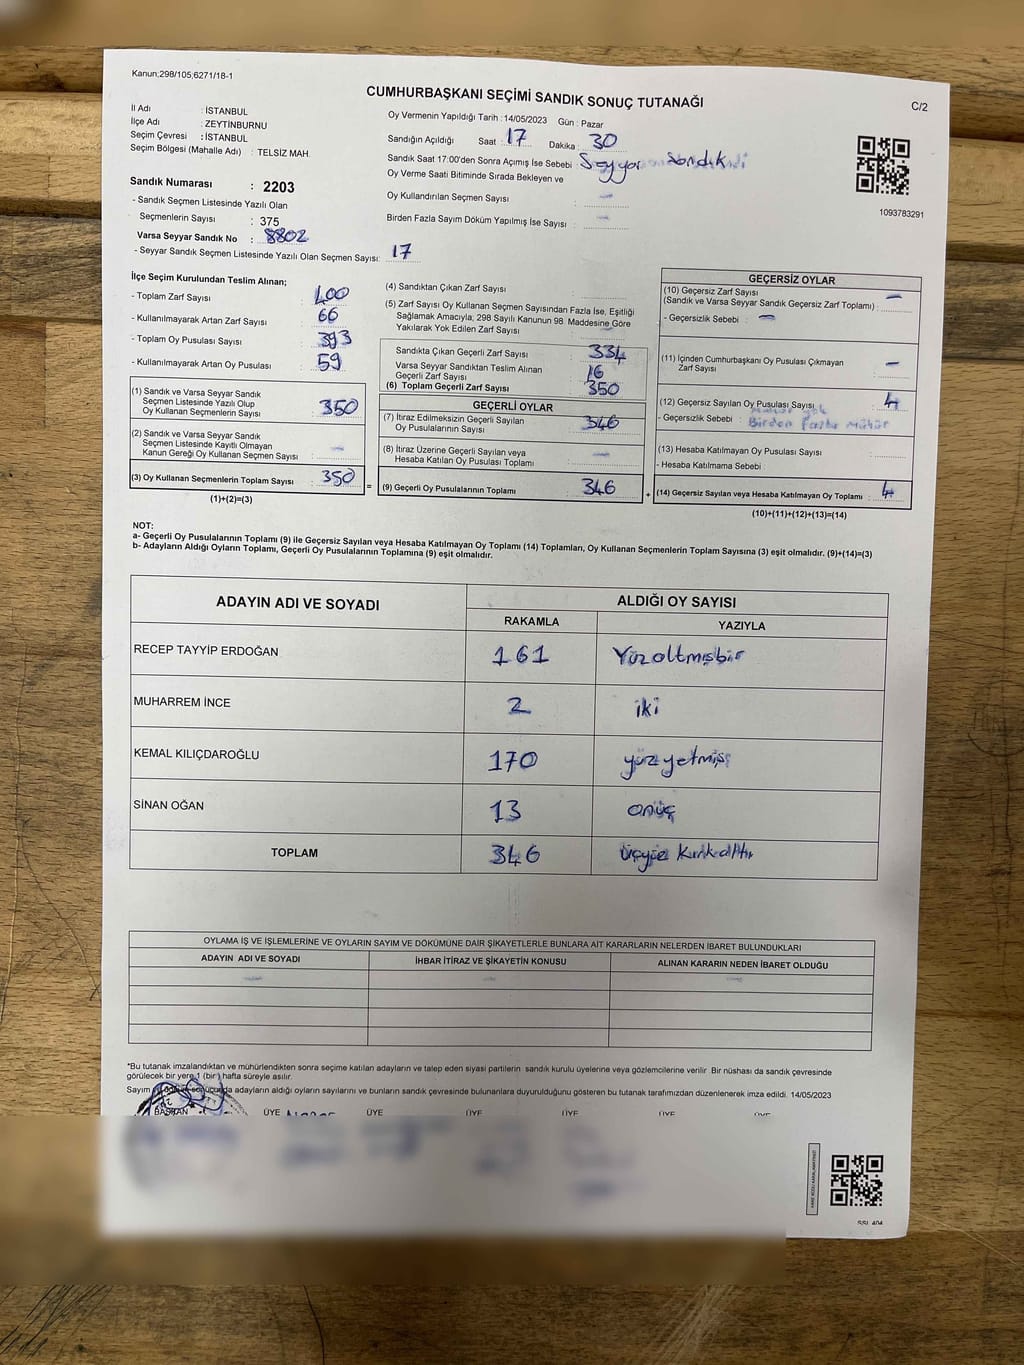 Kanun;298/105;6271/18-1
CUMHURBAŞKANI SEÇİMİ SANDIK SONUÇ TUTANAĞI
C/2
İl Adı : İSTANBUL
İlçe Adı : ZEYTİNBURNU
Seçim Çevresi : İSTANBUL
Seçim Bölgesi (Mahalle Adı) : TELSİZ MAH.
Oy Vermenin Yapıldığı Tarih : 14/05/2023 Gün : Pazar
Sandığın Açıldığı Saat : 17 Dakika : 30
Sandık Saat 17:00'den Sonra Açımış İse Sebebi : Seyyar Sandık
Oy Verme Saati Bitiminde Sırada Bekleyen ve
Oy Kullandırılan Seçmen Sayısı : —
Birden Fazla Sayım Döküm Yapılmış İse Sayısı : —
1093783291
Sandık Numarası : 2203
- Sandık Seçmen Listesinde Yazılı Olan
Seçmenlerin Sayısı : 375
Varsa Seyyar Sandık No : 8802
- Seyyar Sandık Seçmen Listesinde Yazılı Olan Seçmen Sayısı: 17
İlçe Seçim Kurulundan Teslim Alınan;
- Toplam Zarf Sayısı : 400
- Kullanılmayarak Artan Zarf Sayısı : 66
- Toplam Oy Pusulası Sayısı : 393
- Kullanılmayarak Artan Oy Pusulası : 59
(1) Sandık ve Varsa Seyyar Sandık
Seçmen Listesinde Yazılı Olup
Oy Kullanan Seçmenlerin Sayısı : 350
(2) Sandık ve Varsa Seyyar Sandık
Seçmen Listesinde Kayıtlı Olmayan
Kanun Gereği Oy Kullanan Seçmen Sayısı : —
(3) Oy Kullanan Seçmenlerin Toplam Sayısı : 350
(1)+(2)=(3)
(4) Sandıktan Çıkan Zarf Sayısı :
(5) Zarf Sayısı Oy Kullanan Seçmen Sayısından Fazla İse, Eşitliği
Sağlamak Amacıyla; 298 Sayılı Kanunun 98 Maddesine Göre
Yakılarak Yok Edilen Zarf Sayısı : —
Sandıkta Çıkan Geçerli Zarf Sayısı : 334
Varsa Seyyar Sandıktan Teslim Alınan
Geçerli Zarf Sayısı : 16
(6) Toplam Geçerli Zarf Sayısı : 350
GEÇERLİ OYLAR
(7) İtiraz Edilmeksizin Geçerli Sayılan
Oy Pusulalarının Sayısı : 346
(8) İtiraz Üzerine Geçerli Sayılan veya
Hesaba Katılan Oy Pusulası Toplamı : —
= (9) Geçerli Oy Pusulalarının Toplamı : 346
GEÇERSİZ OYLAR
(10) Geçersiz Zarf Sayısı
(Sandık ve Varsa Seyyar Sandık Geçersiz Zarf Toplamı) : —
- Geçersizlik Sebebi : —
(11) İçinden Cumhurbaşkanı Oy Pusulası Çıkmayan
Zarf Sayısı : —
(12) Geçersiz Sayılan Oy Pusulası Sayısı : 4
- Geçersizlik Sebebi : Mühür yok
Birden Fazla Mühür
(13) Hesaba Katılmayan Oy Pusulası Sayısı :
- Hesaba Katılmama Sebebi :
+ (14) Geçersiz Sayılan veya Hesaba Katılmayan Oy Toplamı : 4
(10)+(11)+(12)+(13)=(14)
NOT:
a- Geçerli Oy Pusulalarının Toplamı (9) ile Geçersiz Sayılan veya Hesaba Katılmayan Oy Toplamı (14) Toplamları, Oy Kullanan Seçmenlerin Toplam Sayısına (3) eşit olmalıdır. (9)+(14)=(3)
b- Adayların Aldığı Oyların Toplamı, Geçerli Oy Pusulalarının Toplamına (9) eşit olmalıdır.
ADAYIN ADI VE SOYADI ALDIĞI OY SAYISI
RAKAMLA YAZIYLA
RECEP TAYYİP ERDOĞAN 161 Yüzaltmışbir
MUHARREM İNCE 2 iki
KEMAL KILIÇDAROĞLU 170 yüzyetmiş
SİNAN OĞAN 13 onüç
TOPLAM 346 üçyüz kırkaltı
OYLAMA İŞ VE İŞLEMLERİNE VE OYLARIN SAYIM VE DÖKÜMÜNE DAİR ŞİKAYETLERLE BUNLARA AİT KARARLARIN NELERDEN İBARET BULUNDUKLARI
ADAYIN ADI VE SOYADI İHBAR İTİRAZ VE ŞİKAYETİN KONUSU ALINAN KARARIN NEDEN İBARET OLDUĞU
— — —
*Bu tutanak imzalandıktan ve mühürlendikten sonra seçime katılan adayların ve talep eden siyasi partilerin sandık kurulu üyelerine veya gözlemcilerine verilir. Bir nüshası da sandık çevresinde
görülecek bir yere 1 (bir) hafta süreyle asılır.
Sayım adayların aldığı oyların sayılarını ve bunların sandık çevresinde bulunanlara duyurulduğunu gösteren bu tutanak tarafımızdan düzenlenerek imza edildi. 14/05/2023
BAŞKAN ÜYE ÜYE ÜYE ÜYE ÜYE ÜYE